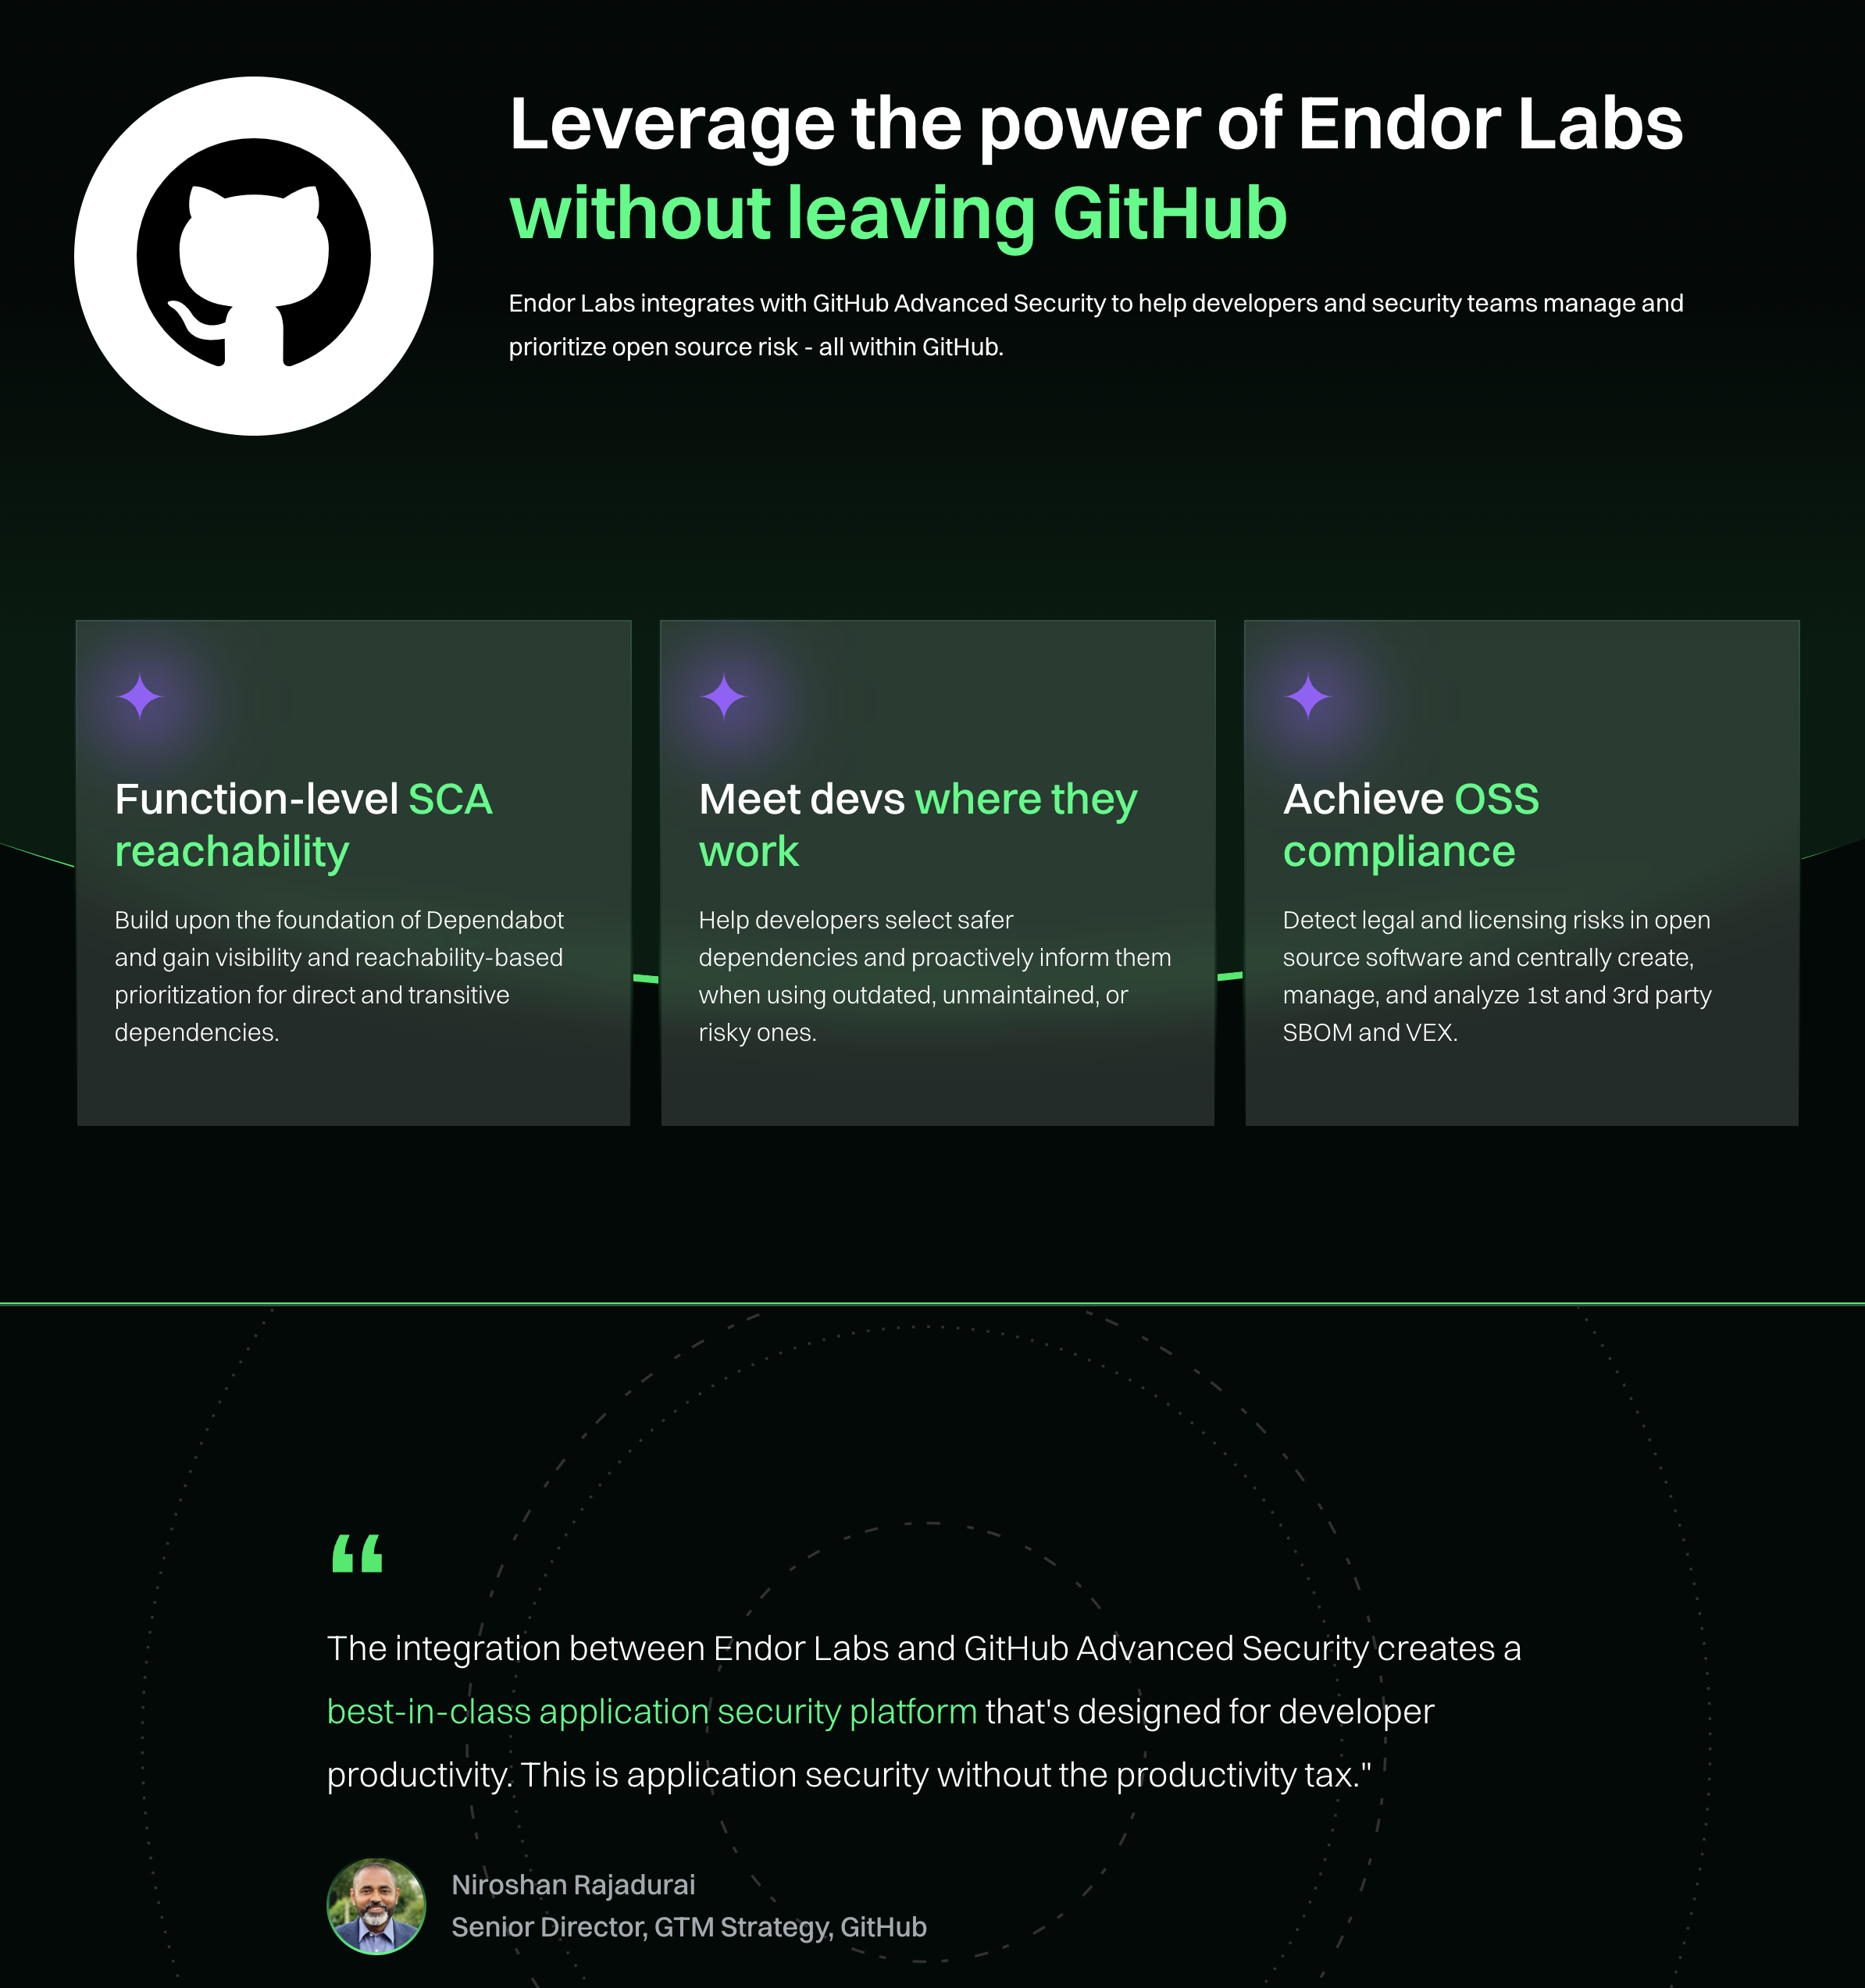 Leverage the power of Endor Labs
without leaving GitHub
Endor Labs integrates with GitHub Advanced Security to help developers and security teams manage and
prioritize open source risk - all within GitHub.
Function-level SCA
reachability
Build upon the foundation of Dependabot
and gain visibility and reachability-based
prioritization for direct and transitive
dependencies.
Meet devs where they
work
Help developers select safer
dependencies and proactively inform them
when using outdated, unmaintained, or
risky ones.
Achieve OSS
compliance
Detect legal and licensing risks in open
source software and centrally create,
manage, and analyze 1st and 3rd party
SBOM and VEX.
“
The integration between Endor Labs and GitHub Advanced Security creates a
best-in-class application security platform that's designed for developer
productivity. This is application security without the productivity tax."
Niroshan Rajadurai
Senior Director, GTM Strategy, GitHub